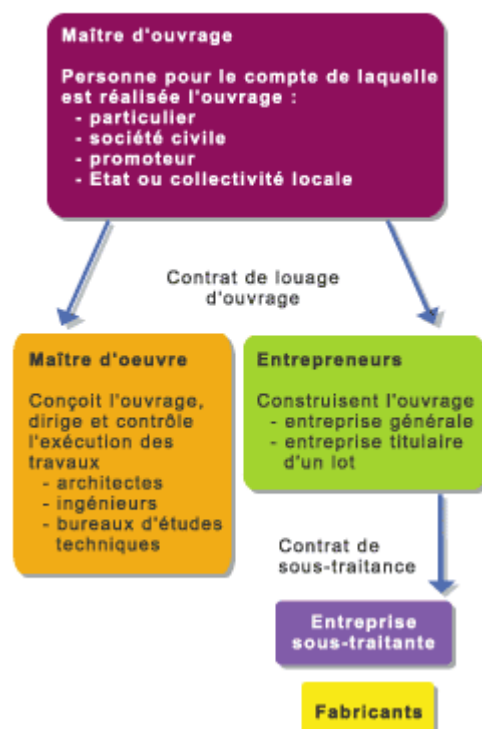 Maître d'ouvrage
Personne pour le compte de laquelle
est réalisée l'ouvrage :
- particulier
- société civile
- promoteur
- Etat ou collectivité locale
Contrat de louage
d'ouvrage
Maître d'oeuvre
Conçoit l'ouvrage,
dirige et contrôle
l'exécution des
travaux
- architectes
- ingénieurs
- bureaux d'études
techniques
Entrepreneurs
Construisent l'ouvrage
- entreprise générale
- entreprise titulaire
d'un lot
Contrat de
sous-traitance
Entreprise
sous-traitante
Fabricants